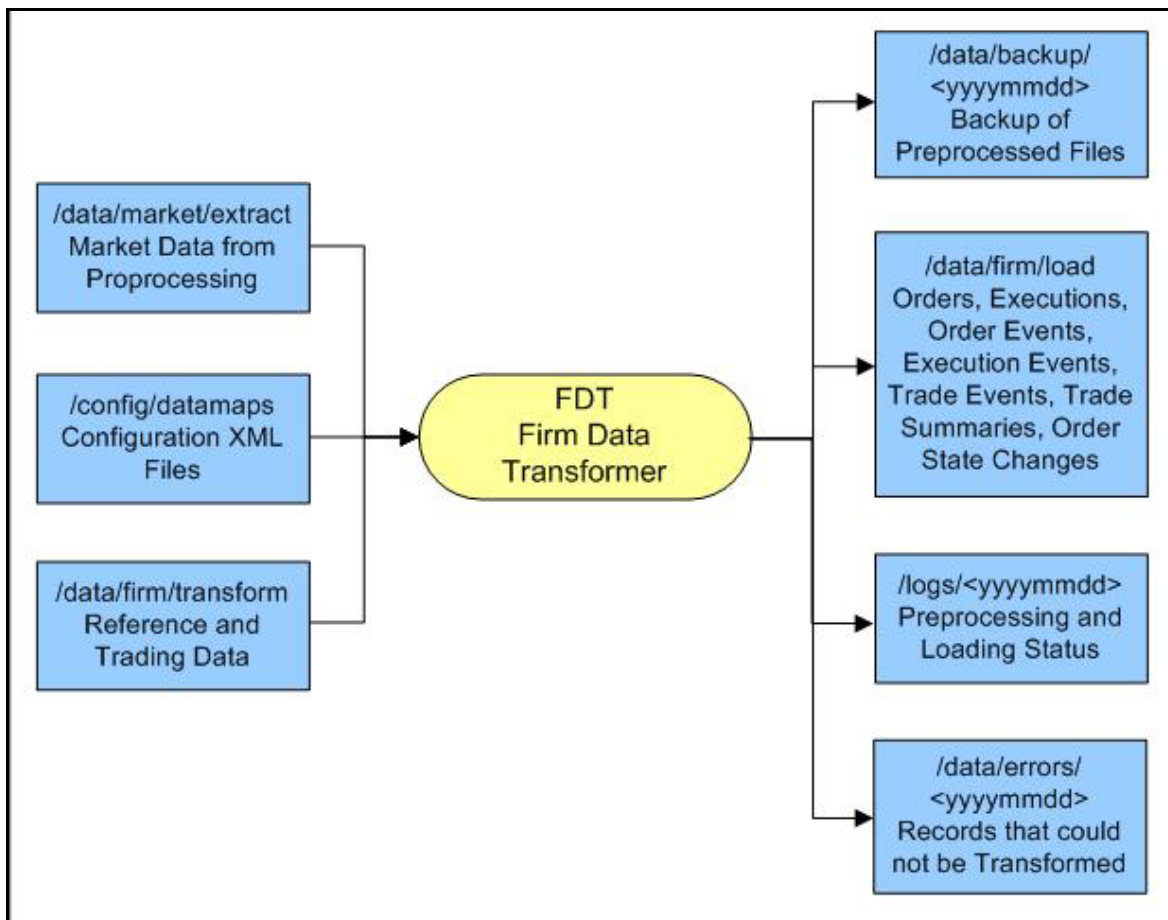 /data/market/extract
Market Data from
Proprocessing
/config/datamaps
Configuration XML
Files
/data/firm/transform
Reference and
Trading Data
FDT
Firm Data
Transformer
/data/backup/
<yyyymmdd>
Backup of
Preprocessed Files
/data/firm/load
Orders, Executions,
Order Events,
Execution Events,
Trade Events, Trade
Summaries, Order
State Changes
/logs/<yyyymmdd>
Preprocessing and
Loading Status
/data/errors/
<yyyymmdd>
Records that could
not be Transformed